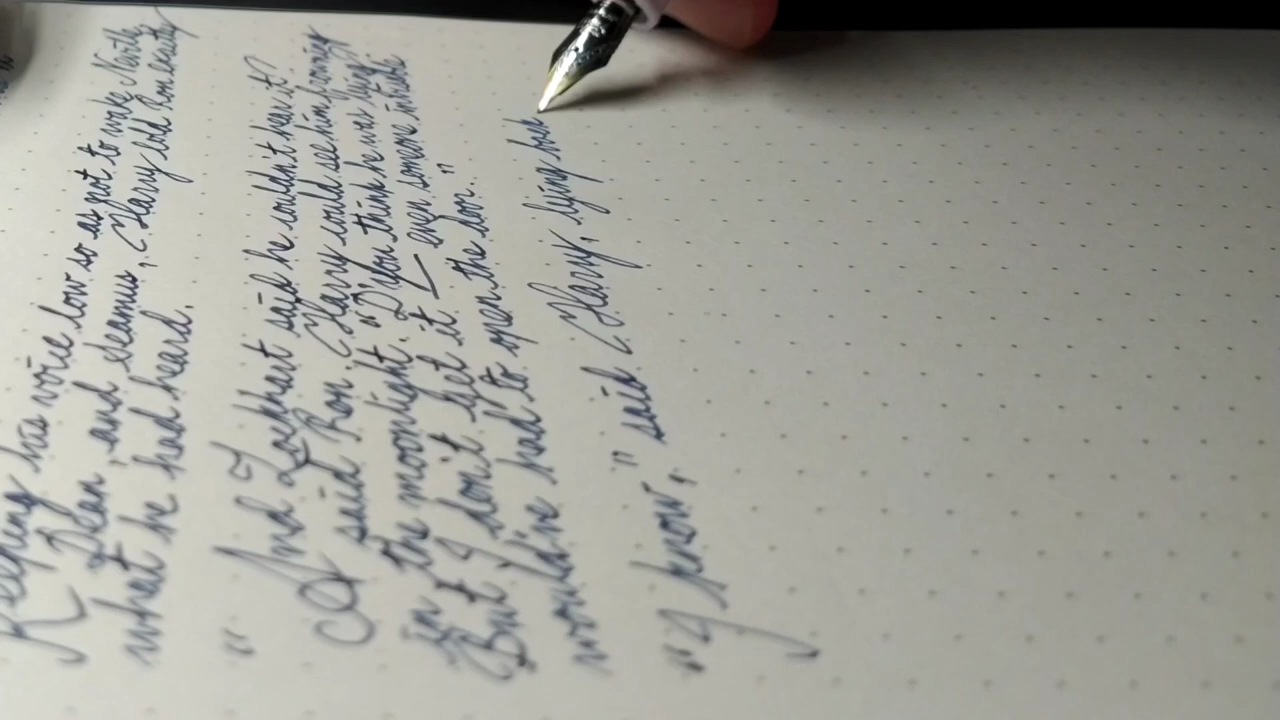 Keeping his voice low so as not to wake Neville,
Dean, and Seamus, Harry told Ron exactly
what he had heard.
"And Lockhart said he couldn't hear it?"
said Ron. Harry could see him frowning
in the moonlight. "D'you think he was lying?
But I don't get it — even someone invisible
would've had to open the door."
"I know," said Harry, lying back